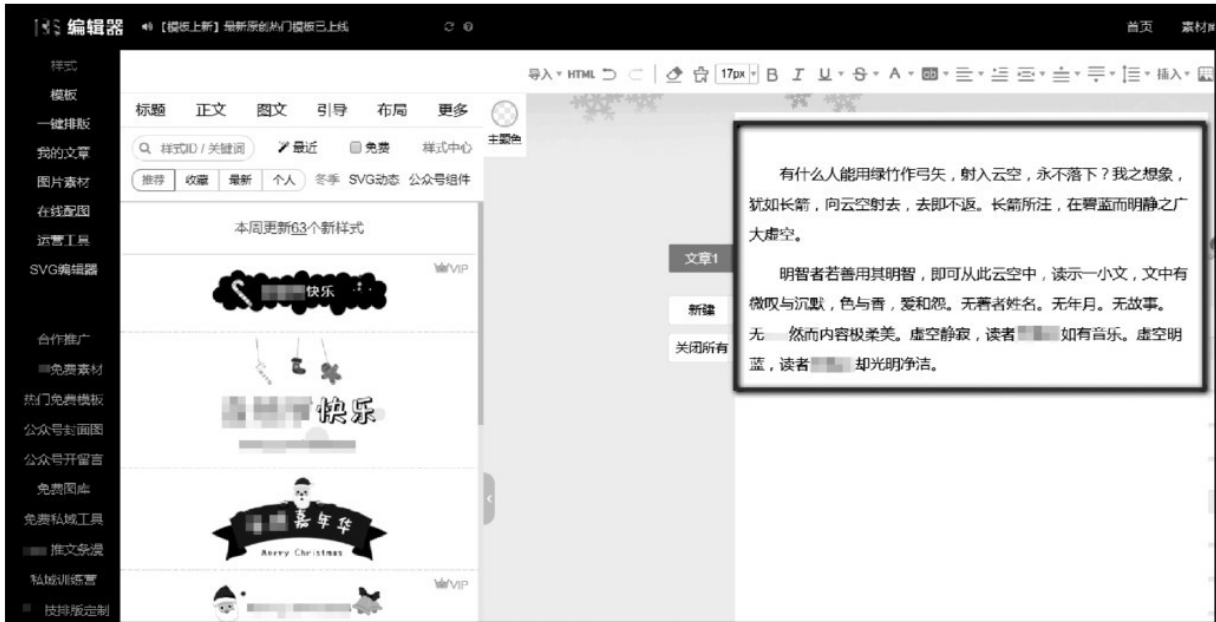 135 编辑器
【模板上新】最新原创热门模板已上线
首页 素材
样式
模板
一键排版
我的文章
图片素材
在线配图
运营工具
SVG编辑器
合作推广
免费素材
热门免费模板
公众号封面图
公众号开留言
免费图库
免费私域工具
推文条漫
私域训练营
技排版定制
标题 正文 图文 引导 布局 更多
样式ID / 关键词 最近 免费 样式中心
推荐 收藏 最新 个人 冬季 SVG动态 公众号组件
本周更新63个新样式
VIP
快乐
快乐
嘉年华
Merry Christmas
VIP
主题色
导入 HTML 17px B I U S A ab 插入
文章1
新建
关闭所有
有什么人能用绿竹作弓矢，射入云空，永不落下？我之想象，
犹如长箭，向云空射去，去即不返。长箭所注，在碧蓝而明静之广
大虚空。
明智者若善用其明智，即可从此云空中，读示一小文，文中有
微叹与沉默，色与香，爱和怨。无著者姓名。无年月。无故事。
无 然而内容极柔美。虚空静寂，读者 如有音乐。虚空明
蓝，读者 却光明净洁。